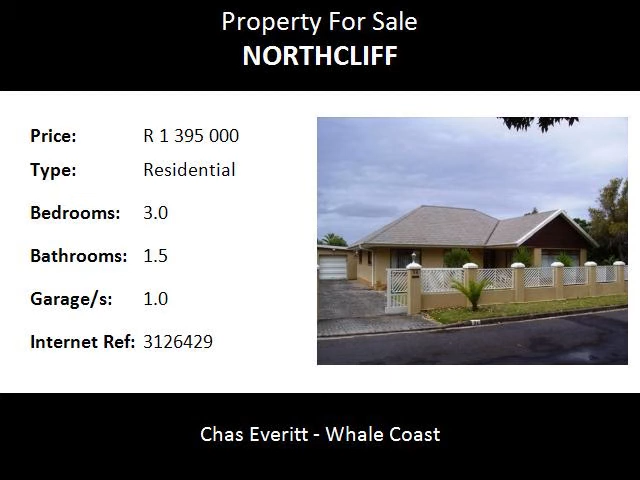 Property For Sale
NORTHCLIFF
Price: R 1 395 000
Type: Residential
Bedrooms: 3.0
Bathrooms: 1.5
Garage/s: 1.0
Internet Ref: 3126429
Chas Everitt - Whale Coast